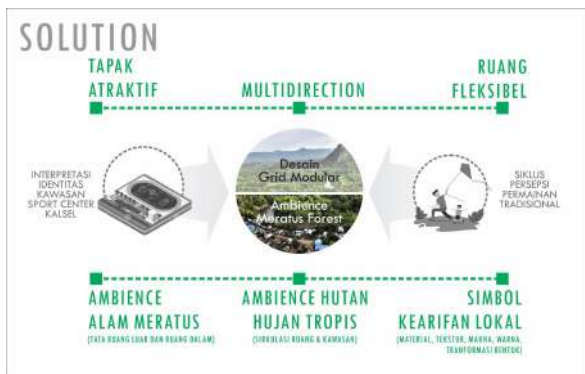 SOLUTION
TAPAK
ATRAKTIF
MULTIDIRECTION
RUANG
FLEKSIBEL
INTERPRETASI
IDENTITAS
KAWASAN
SPORT CENTER
KALSEL
Desain
Grid Modular
Ambience
Meratus Forest
SIKLUS
PERSEPSI
PERMAINAN
TRADISIONAL
AMBIENCE
ALAM MERATUS
(TATA RUANG LUAR DAN RUANG DALAM)
AMBIENCE HUTAN
HUJAN TROPIS
(SIRKULASI RUANG & KAWASAN)
SIMBOL
KEARIFAN LOKAL
(MATERIAL, TEKSTUR, MAKNA, WARNA,
TRANFORMASI BENTUK)